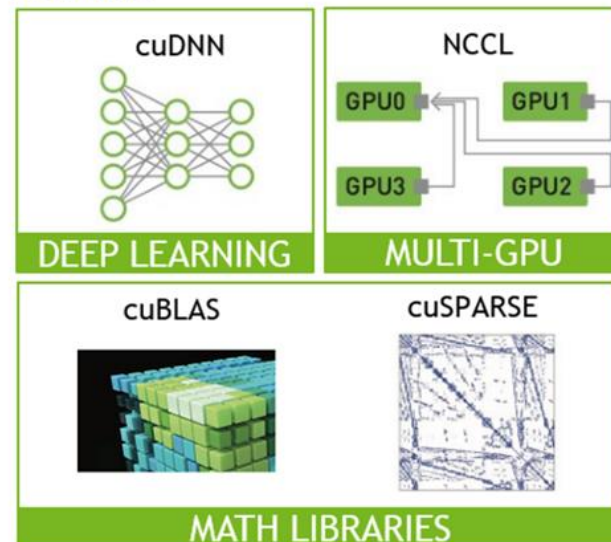 cuDNN
DEEP LEARNING
NCCL
GPU0
GPU1
GPU3
GPU2
MULTI-GPU
cuBLAS
cuSPARSE
MATH LIBRARIES